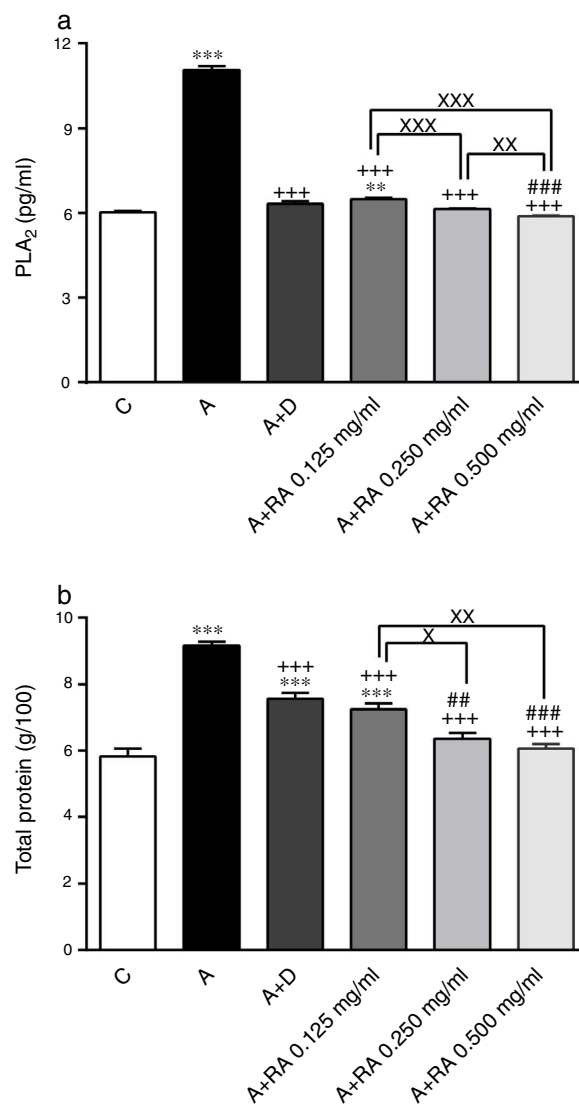 a
12
9
6
3
0
PLA2 (pg/ml)
***
+++
+++
**
+++
###
+++
XXX
XXX
XX
C
A
A+D
A+RA 0.125 mg/ml
A+RA 0.250 mg/ml
A+RA 0.500 mg/ml
b
10
8
6
4
2
0
Total protein (g/100)
***
+++
***
+++
***
##
+++
###
+++
XX
X
C
A
A+D
A+RA 0.125 mg/ml
A+RA 0.250 mg/ml
A+RA 0.500 mg/ml